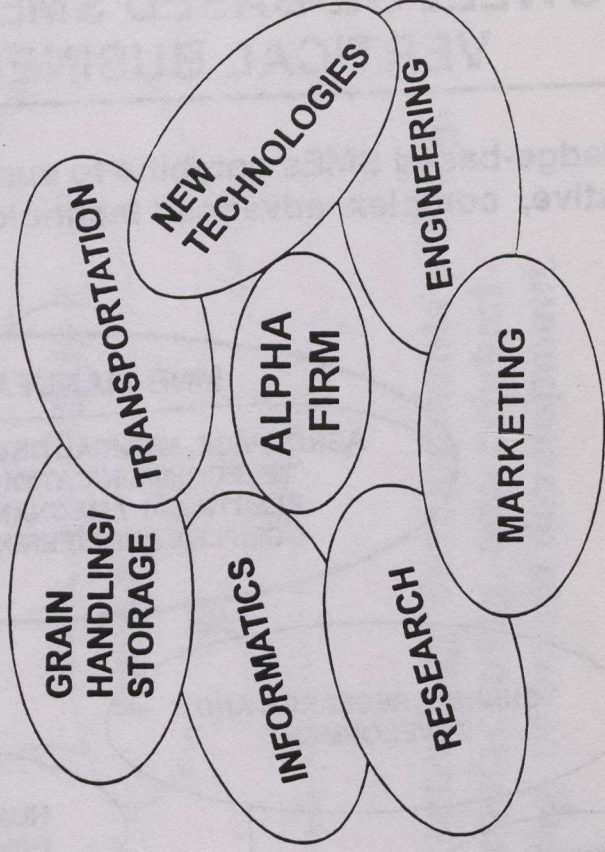 GRAIN
HANDLING/
STORAGE
TRANSPORTATION
NEW
TECHNOLOGIES
INFORMATICS
ALPHA
FIRM
ENGINEERING
RESEARCH
MARKETING